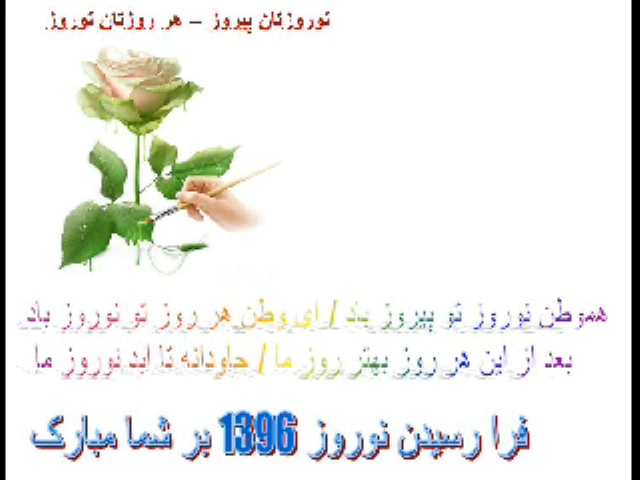 نوروزتان پیروز – هر روزتان نوروز.
هموطن نوروز تو پیروز باد / ای وطن هر روز تو نوروز باد
بعد از این هر روز بهتر روز ما / جاودانه تا ابد نوروز ما
فرا رسیدن نوروز 1396 بر شما مبارک